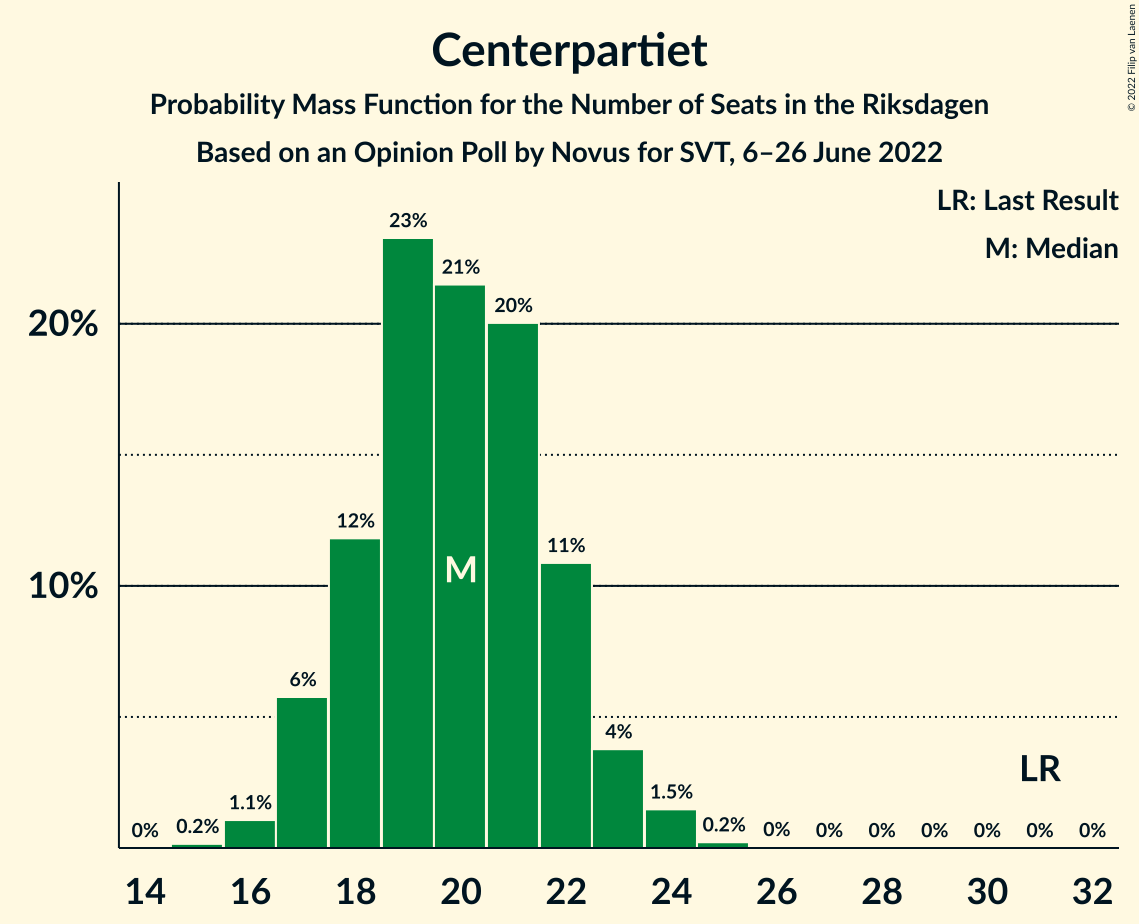 Centerpartiet
Probability Mass Function for the Number of Seats in the Riksdagen
Based on an Opinion Poll by Novus for SVT, 6–26 June 2022
© 2022 Filip van Laenen
LR: Last Result
M: Median
20%
10%
0%
0.2%
1.1%
6%
12%
23%
21%
20%
11%
4%
1.5%
0.2%
0%
0%
0%
0%
0%
0%
0%
M
LR
14 16 18 20 22 24 26 28 30 32